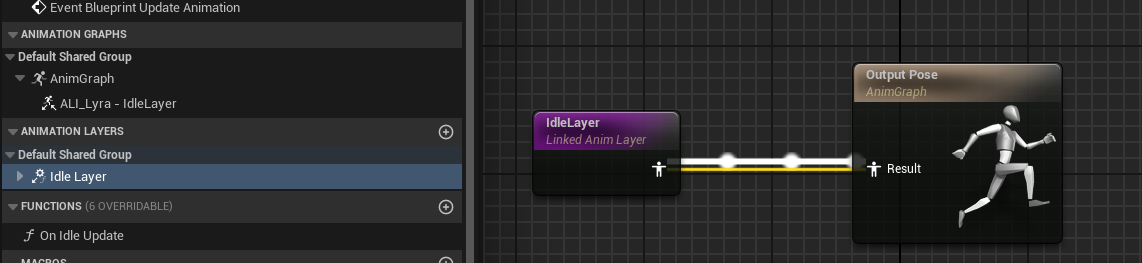 Event Blueprint Update Animation
ANIMATION GRAPHS
Default Shared Group
AnimGraph
ALI_Lyra - IdleLayer
ANIMATION LAYERS
Default Shared Group
Idle Layer
FUNCTIONS (6 OVERRIDABLE)
On Idle Update
MACROS
IdleLayer
Linked Anim Layer
Output Pose
AnimGraph
Result